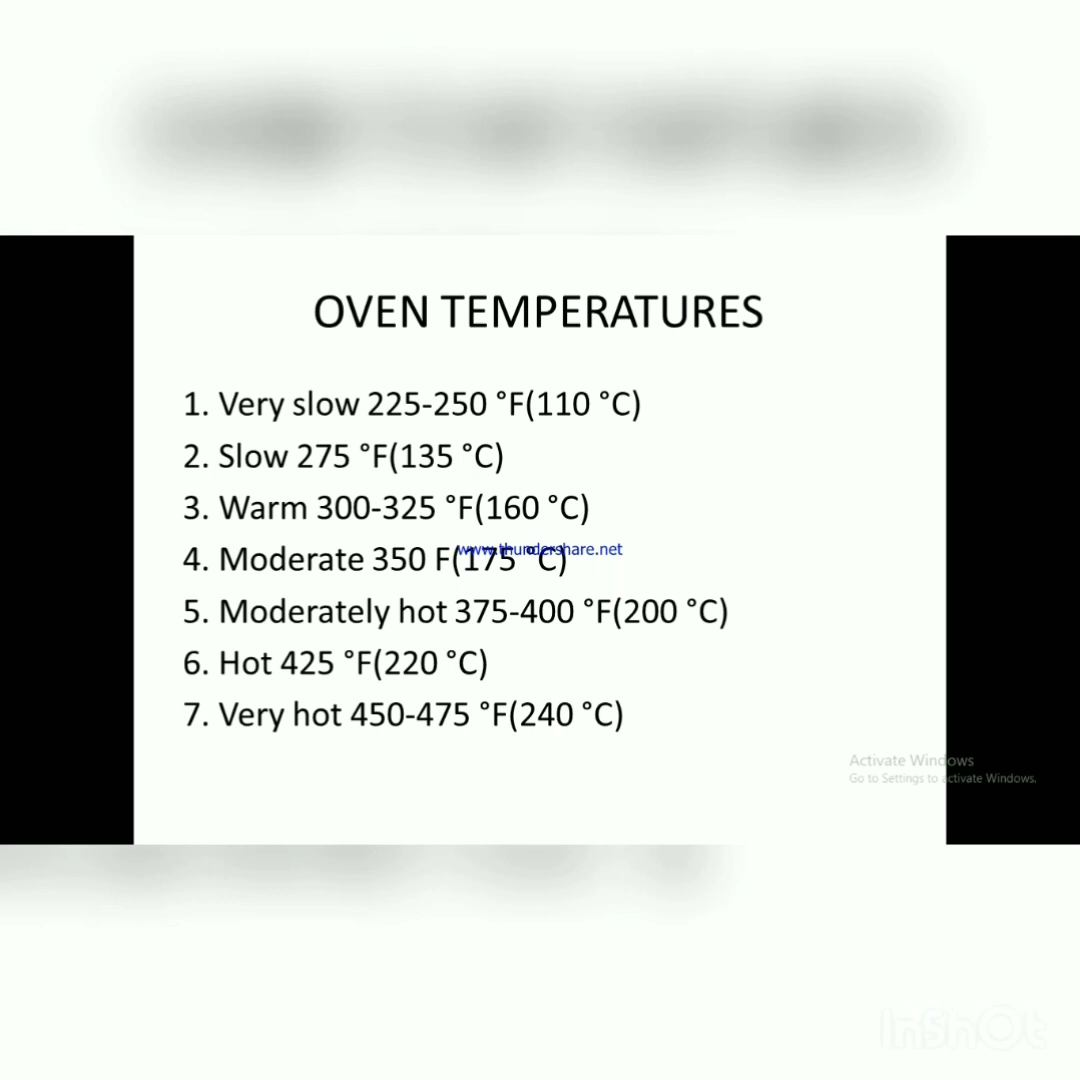 OVEN TEMPERATURES
1. Very slow 225-250 °F(110 °C)
2. Slow 275 °F(135 °C)
3. Warm 300-325 °F(160 °C)
4. Moderate 350 F(175 °C)
www.thundershare.net
5. Moderately hot 375-400 °F(200 °C)
6. Hot 425 °F(220 °C)
7. Very hot 450-475 °F(240 °C)
Activate Windows
Go to Settings to activate Windows.
InShOt